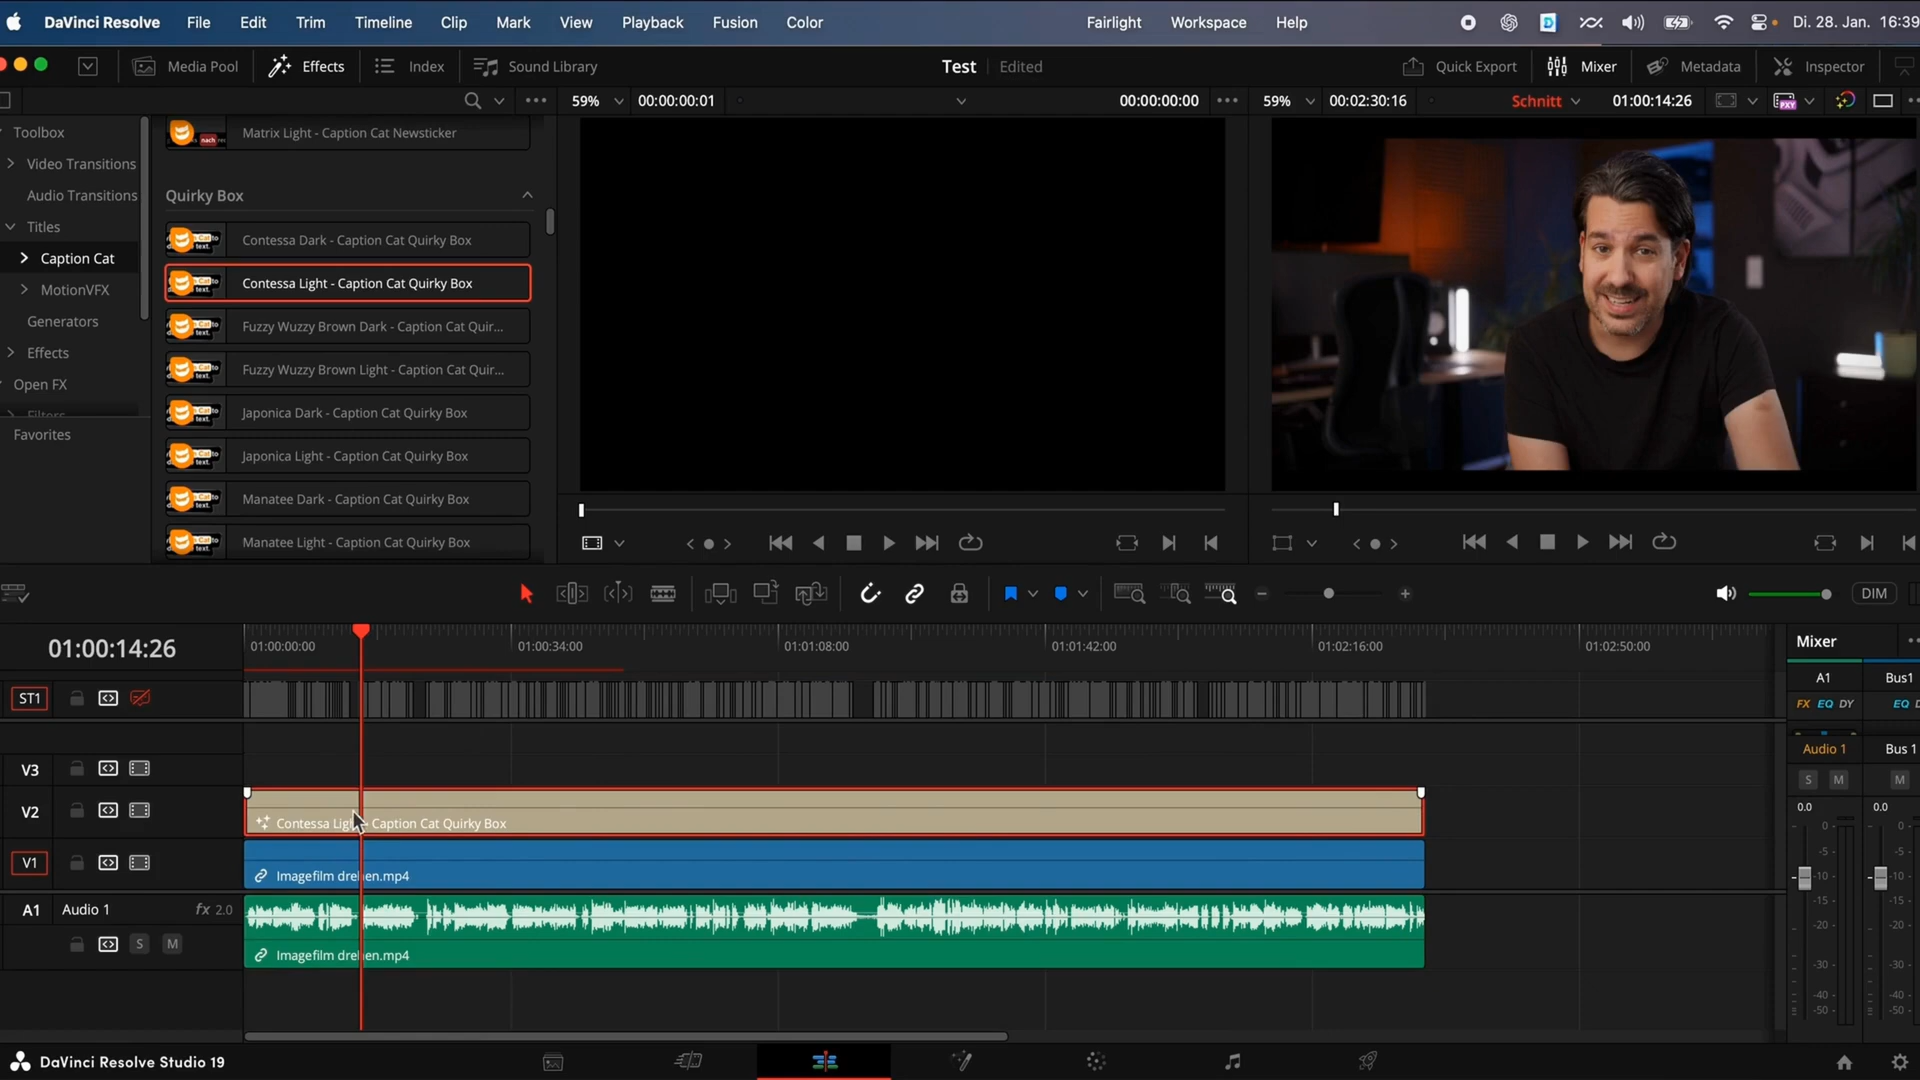 DaVinci Resolve File Edit Trim Timeline Clip Mark View Playback Fusion Color Fairlight Workspace Help Di. 28. Jan. 16:39
Media Pool Effects Index Sound Library Test Edited Quick Export Mixer Metadata Inspector
59% 00:00:00:01 00:00:00:00 59% 00:02:30:16 Schnitt 01:00:14:26 PXY
Toolbox
Video Transitions
Audio Transitions
Titles
Caption Cat
MotionVFX
Generators
Effects
Open FX
Filters
Favorites
Matrix Light - Caption Cat Newsticker
Quirky Box
Contessa Dark - Caption Cat Quirky Box
Contessa Light - Caption Cat Quirky Box
Fuzzy Wuzzy Brown Dark - Caption Cat Quir...
Fuzzy Wuzzy Brown Light - Caption Cat Quir...
Japonica Dark - Caption Cat Quirky Box
Japonica Light - Caption Cat Quirky Box
Manatee Dark - Caption Cat Quirky Box
Manatee Light - Caption Cat Quirky Box
DIM
01:00:14:26
01:00:00:00 01:00:34:00 01:01:08:00 01:01:42:00 01:02:16:00 01:02:50:00
ST1
V3
V2
Contessa Light - Caption Cat Quirky Box
V1
Imagefilm drehen.mp4
A1 Audio 1 fx 2.0
S M
Imagefilm drehen.mp4
Mixer
A1 Bus1
FX EQ DY EQ D
Audio 1 Bus 1
S M M
0.0 0.0
0 0
-5 -5
-10 -10
-15 -15
-20 -20
-30 -30
-40 -40
-50 -50
DaVinci Resolve Studio 19